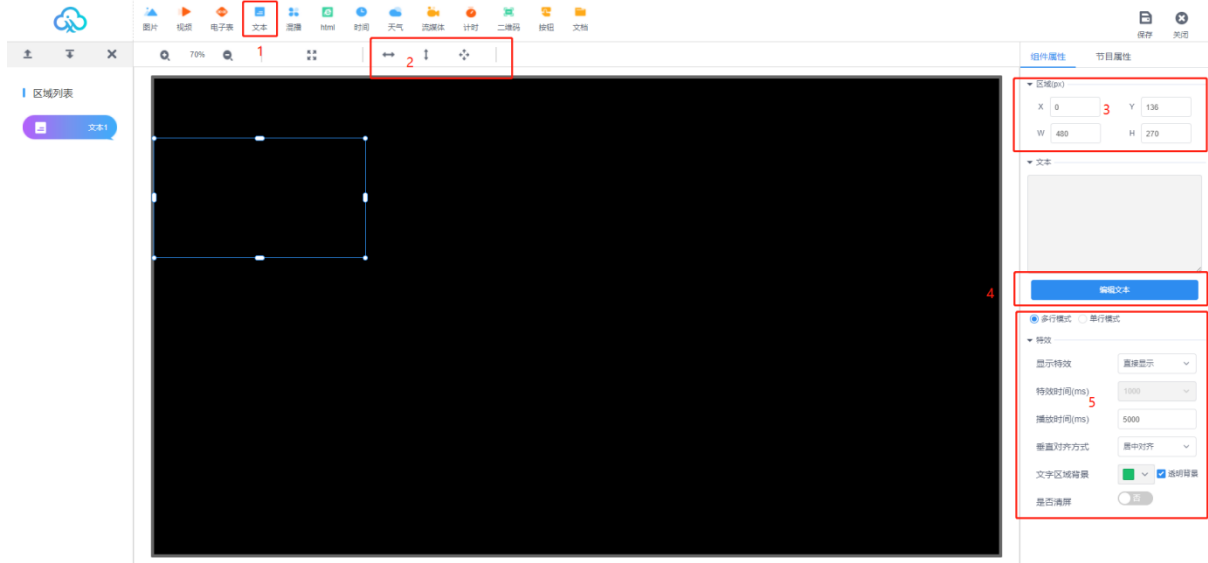 图片 视频 电子表 文本 混播 html 时间 天气 流媒体 计时 二维码 按钮 文档
保存 关闭
1
70%
2
组件属性 节目属性
区域列表
文本1
区域(px)
X 0 3 Y 136
W 480 H 270
文本
4 编辑文本
多行模式 单行模式
特效
显示特效 直接显示
特效时间(ms) 1000
5
播放时间(ms) 5000
垂直对齐方式 居中对齐
文字区域背景 透明背景
是否清屏 否